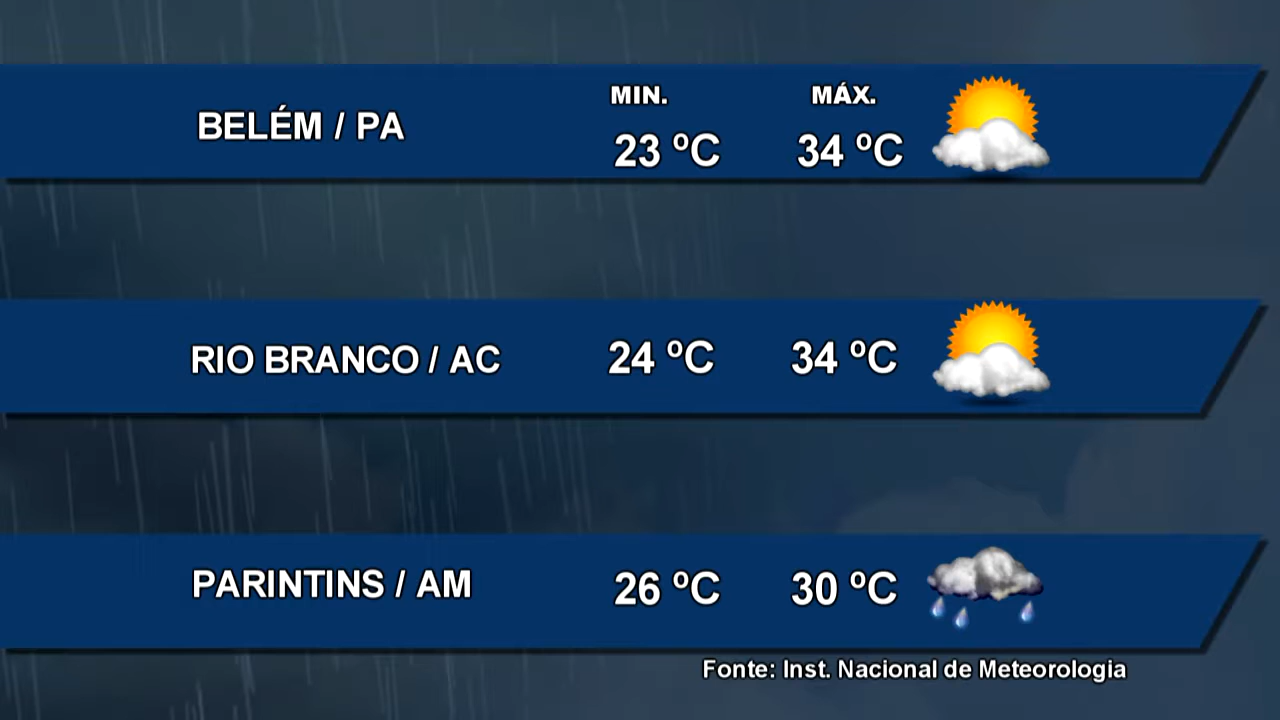 MIN. MÁX.
BELÉM / PA 23 ºC 34 ºC
RIO BRANCO / AC 24 ºC 34 ºC
PARINTINS / AM 26 ºC 30 ºC
Fonte: Inst. Nacional de Meteorologia